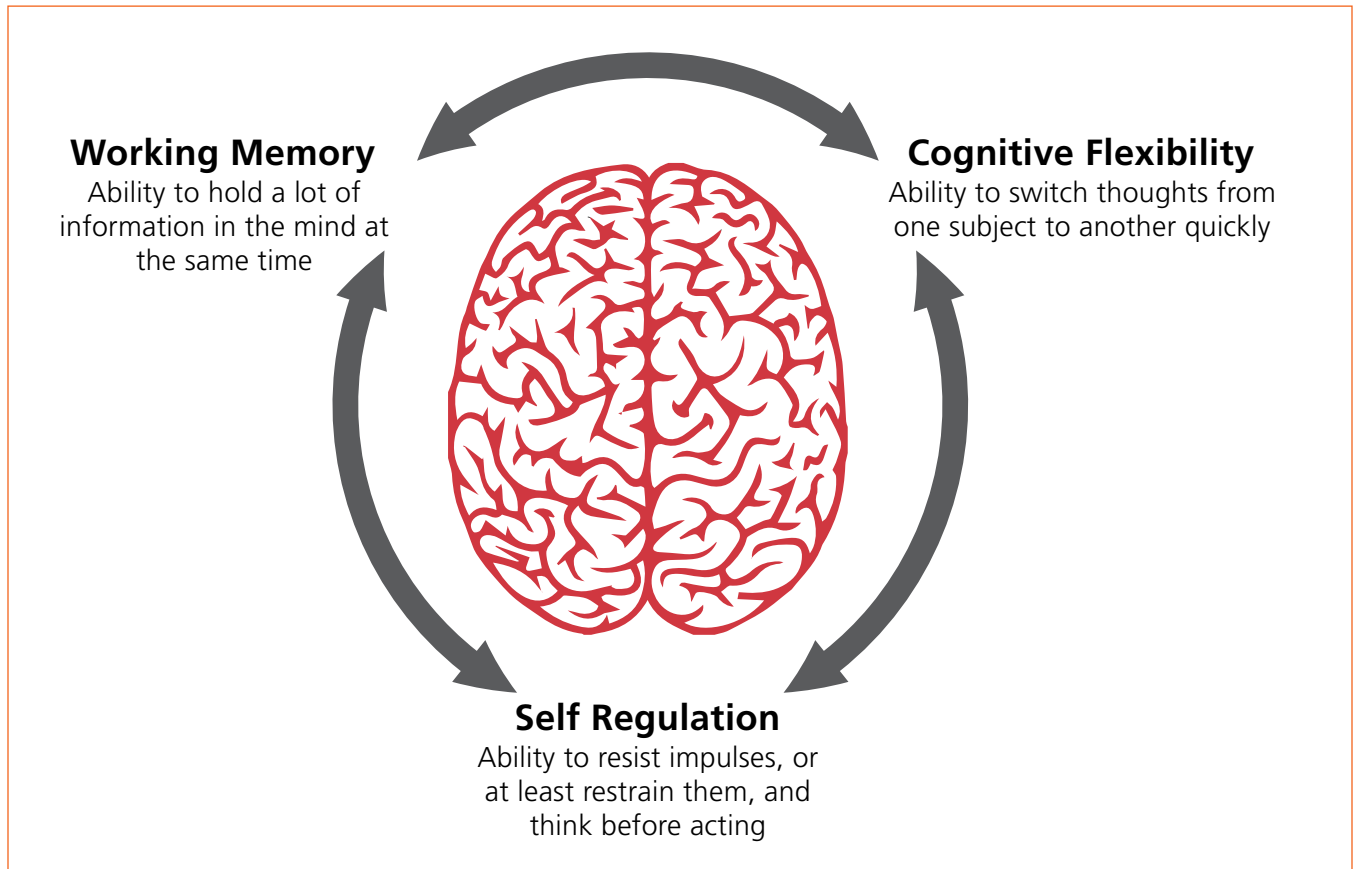 Working Memory
Ability to hold a lot of
information in the mind at
the same time
Cognitive Flexibility
Ability to switch thoughts from
one subject to another quickly
Self Regulation
Ability to resist impulses, or
at least restrain them, and
think before acting